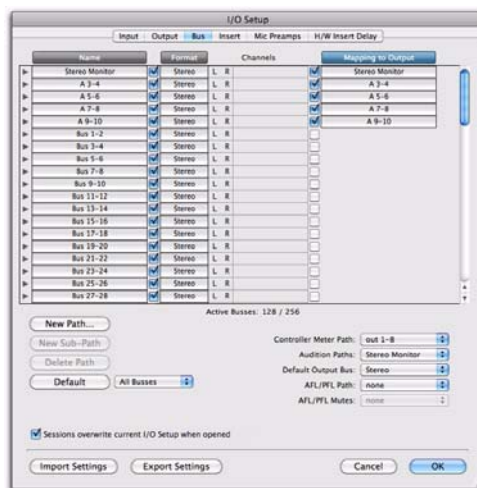 I/O Setup
Input Output Bus Insert Mic Preamps H/W Insert Delay
Name Format Channels Mapping to Output
Stereo Monitor Stereo L R Stereo Monitor
A 3-4 Stereo L R A 3-4
A 5-6 Stereo L R A 5-6
A 7-8 Stereo L R A 7-8
A 9-10 Stereo L R A 9-10
Bus 1-2 Stereo L R
Bus 3-4 Stereo L R
Bus 5-6 Stereo L R
Bus 7-8 Stereo L R
Bus 9-10 Stereo L R
Bus 11-12 Stereo L R
Bus 13-14 Stereo L R
Bus 15-16 Stereo L R
Bus 17-18 Stereo L R
Bus 19-20 Stereo L R
Bus 21-22 Stereo L R
Bus 23-24 Stereo L R
Bus 25-26 Stereo L R
Bus 27-28 Stereo L R
Active Busses: 128 / 256
New Path...
New Sub-Path
Delete Path
Default All Busses
Controller Meter Path: out 1-8
Audition Paths: Stereo Monitor
Default Output Bus: Stereo
AFL/PFL Path: none
AFL/PFL Mutes: none
Sessions overwrite current I/O Setup when opened
Import Settings Export Settings Cancel OK